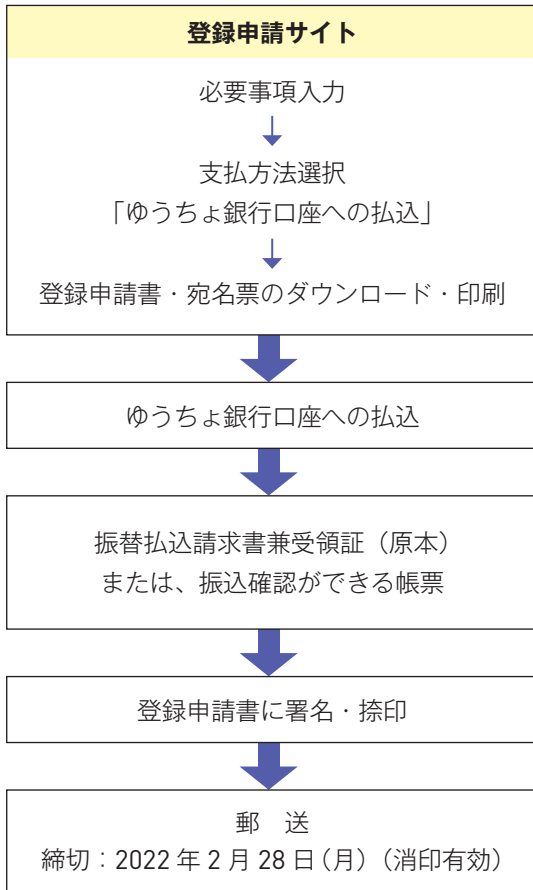 登録申請サイト
必要事項入力
支払方法選択
「ゆうちょ銀行口座への払込」
登録申請書・宛名票のダウンロード・印刷
ゆうちょ銀行口座への払込
振替払込請求書兼受領証（原本）
または、振込確認ができる帳票
登録申請書に署名・捺印
郵　送
締切：2022 年 2 月 28 日（月）（消印有効）